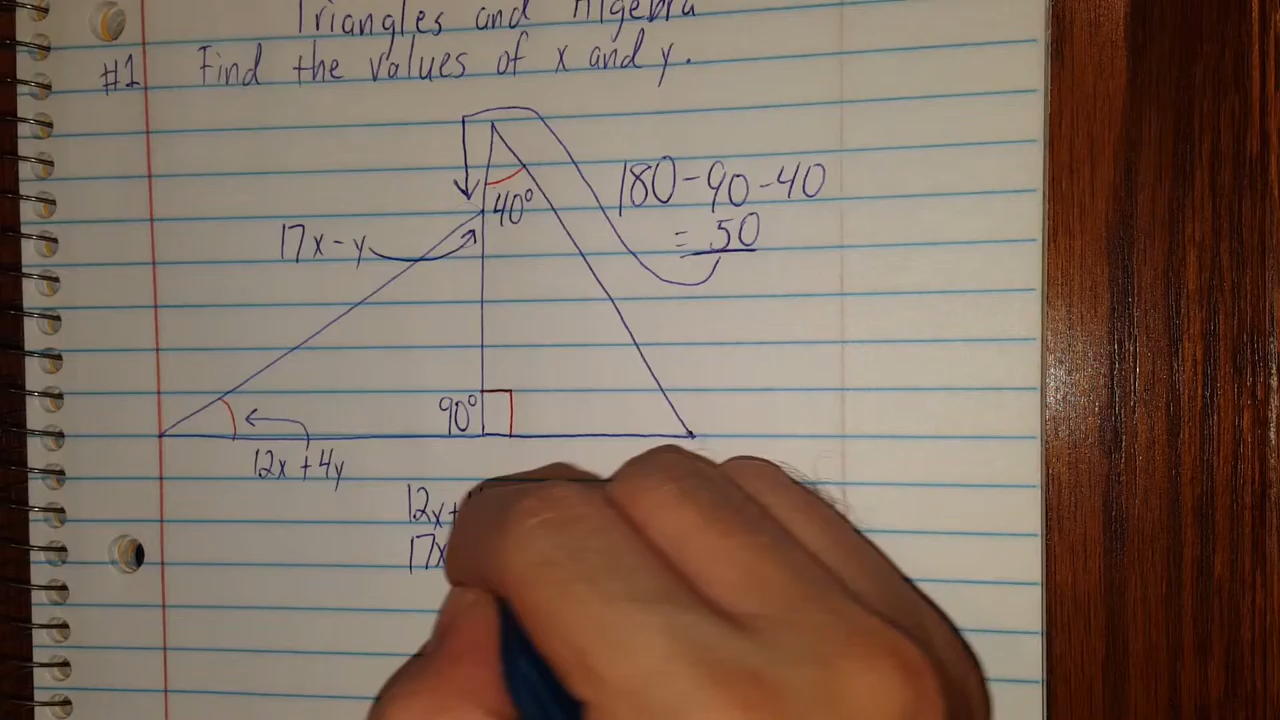 Triangles and Algebra
#1 Find the values of x and y.
180-90-40
= 50
40°
17x-y
90°
12x+4y
12x+
17x